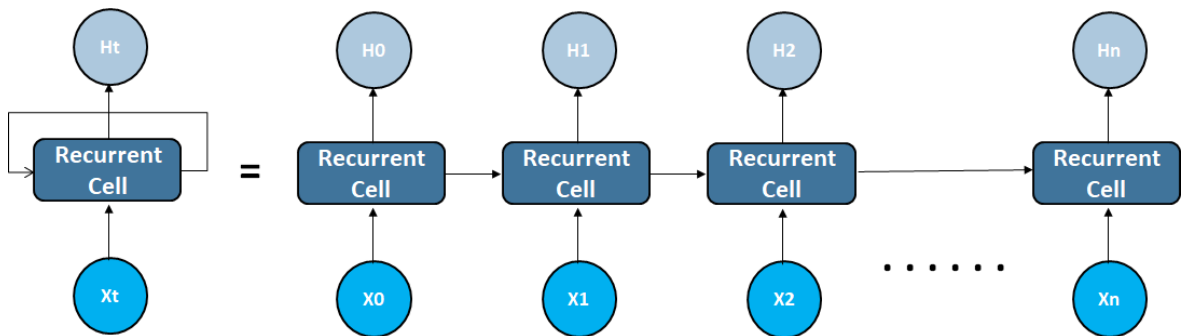 Ht
H0
H1
H2
Hn
Recurrent
Cell
=
Recurrent
Cell
Recurrent
Cell
Recurrent
Cell
Recurrent
Cell
Xt
X0
X1
X2
......
Xn